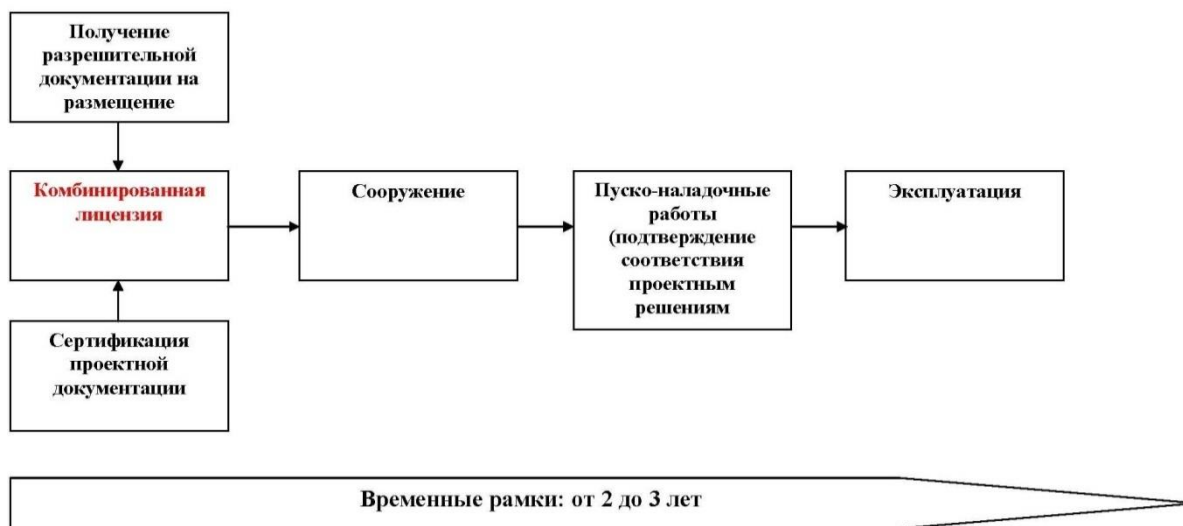 Получение
разрешительной
документации на
размещение
Комбинированная
лицензия
Сооружение
Пуско-наладочные
работы
(подтверждение
соответствия
проектным
решениям
Эксплуатация
Сертификация
проектной
документации
Временные рамки: от 2 до 3 лет